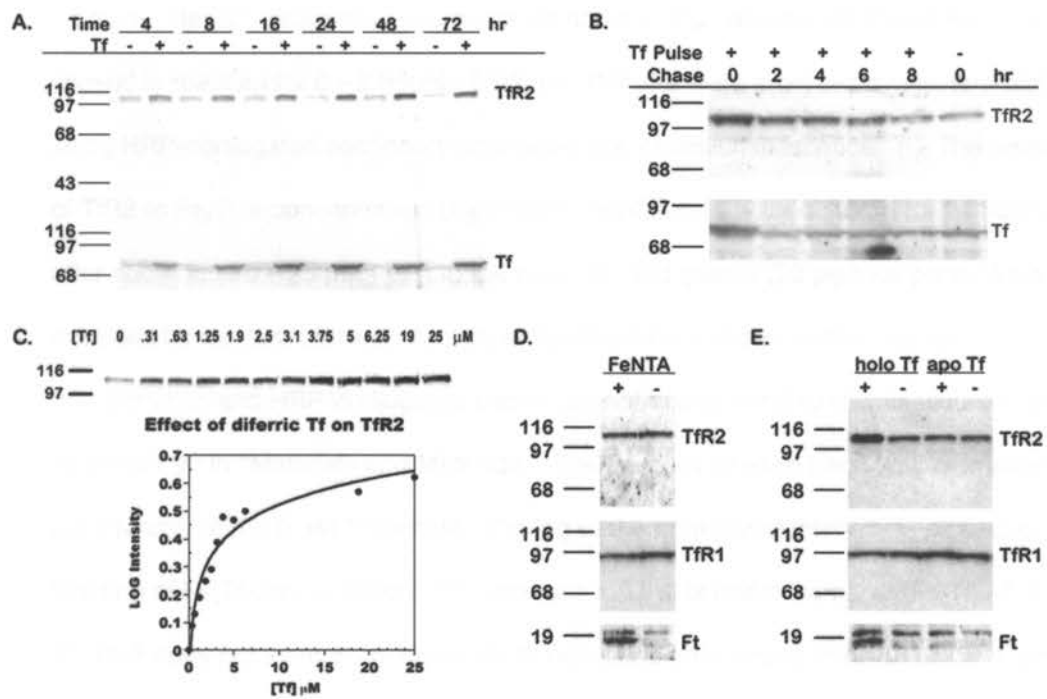 A.
Time 4 8 16 24 48 72 hr
Tf - + - + - + - + - + - +
116
97
TfR2
68
43
116
97
Tf
68
B.
Tf Pulse + + + + + -
Chase 0 2 4 6 8 0 hr
116
TfR2
97
68
97
Tf
68
C.
[Tf] 0 .31 .63 1.25 1.9 2.5 3.1 3.75 5 6.25 19 25 µM
116
97
Effect of diferric Tf on TfR2
LOG Intensity
0.7
0.6
0.5
0.4
0.3
0.2
0.1
0
0 5 10 15 20 25
[Tf] µM
D.
FeNTA
+ -
116
TfR2
97
68
116
97
TfR1
68
19
Ft
E.
holo Tf apo Tf
+ - + -
116
TfR2
97
68
116
97
TfR1
68
19
Ft